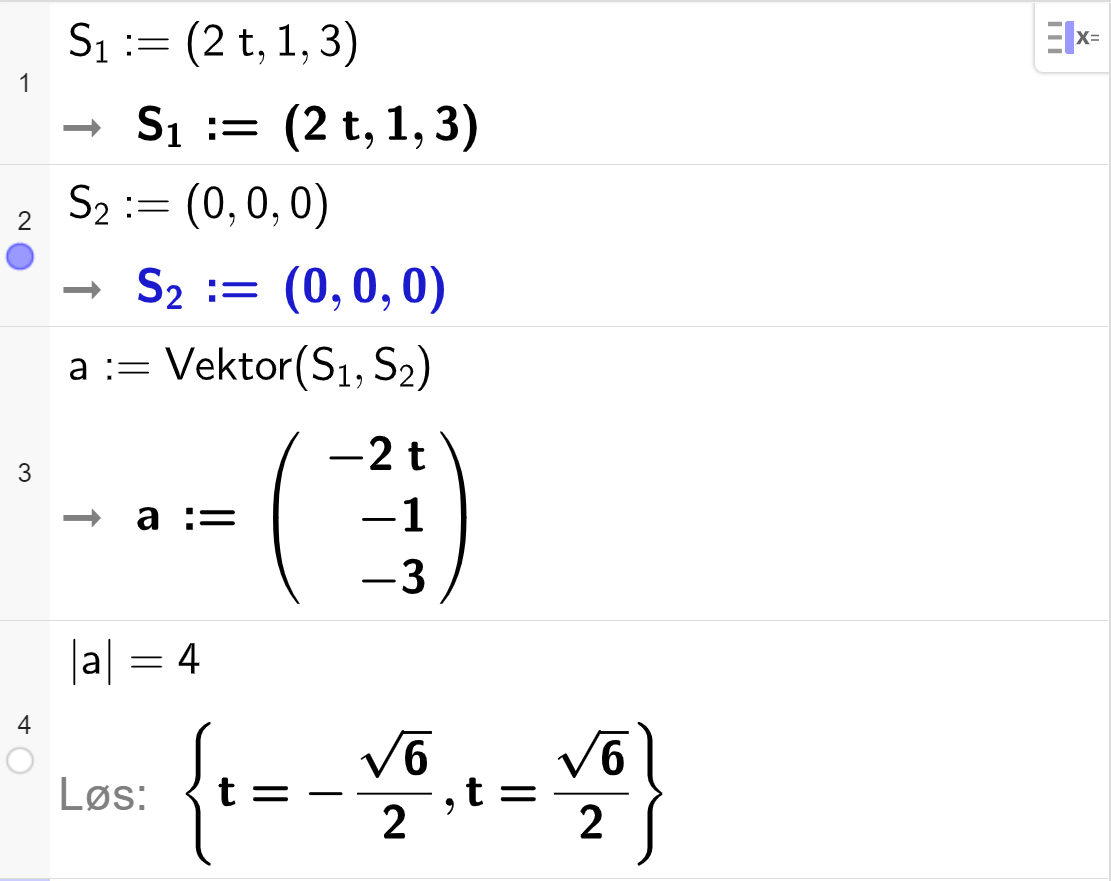 x=
1
S₁ := (2 t, 1, 3)
→ S₁ := (2 t, 1, 3)
2
S₂ := (0, 0, 0)
→ S₂ := (0, 0, 0)
3
a := Vektor(S₁, S₂)
→ a := ( −2 t
−1
−3 )
4
|a| = 4
Løs: { t = − √6/2 , t = √6/2 }